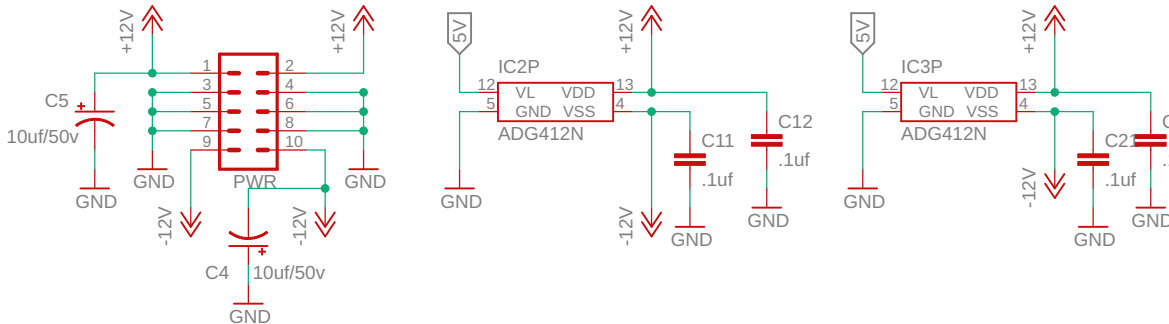 +12V
+12V
1
2
3
4
5
6
7
8
9
10
C5
+
10uf/50v
GND
GND
GND
PWR
-12V
-12V
+
C4
10uf/50v
GND
5V
+12V
IC2P
12
VL
VDD
13
5
GND
VSS
4
ADG412N
C11
.1uf
C12
.1uf
GND
-12V
GND
GND
5V
+12V
IC3P
12
VL
VDD
13
5
GND
VSS
4
ADG412N
C21
.1uf
GND
-12V
GND
GND